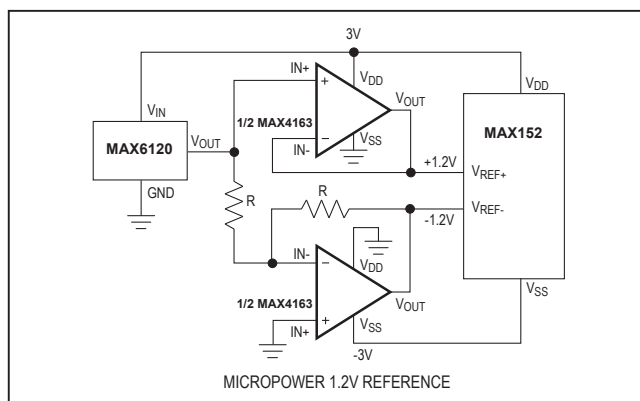 3V
IN+
VDD
VIN
VOUT
VDD
1/2 MAX4163
MAX152
MAX6120
VOUT
VSS
IN-
+1.2V
VREF+
GND
R
R
-1.2V
VREF-
IN-
VDD
1/2 MAX4163
VOUT
IN+
VSS
VSS
-3V
MICROPOWER 1.2V REFERENCE